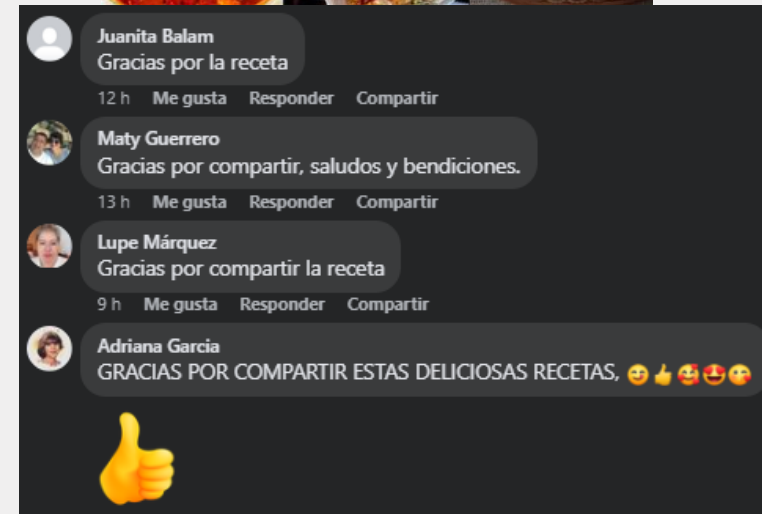 Juanita Balam
Gracias por la receta
12 h Me gusta Responder Compartir
Maty Guerrero
Gracias por compartir, saludos y bendiciones.
13 h Me gusta Responder Compartir
Lupe Márquez
Gracias por compartir la receta
9 h Me gusta Responder Compartir
Adriana Garcia
GRACIAS POR COMPARTIR ESTAS DELICIOSAS RECETAS, 😊👍🥰🤩😘